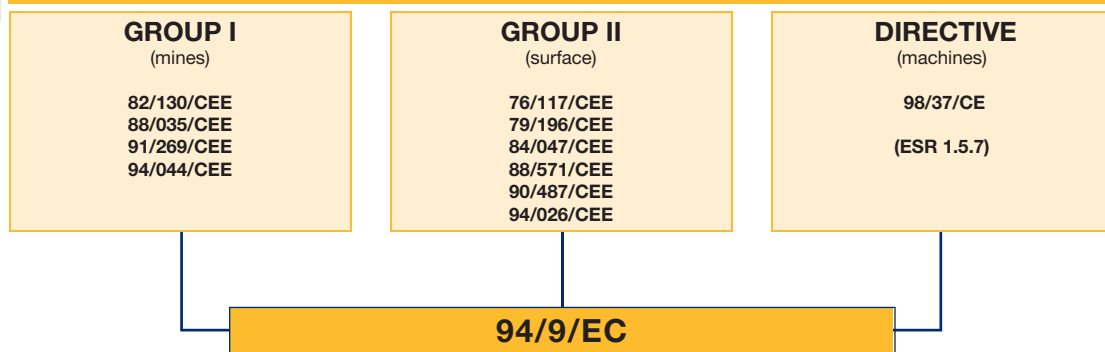 GROUP I
(mines)
82/130/CEE
88/035/CEE
91/269/CEE
94/044/CEE
GROUP II
(surface)
76/117/CEE
79/196/CEE
84/047/CEE
88/571/CEE
90/487/CEE
94/026/CEE
DIRECTIVE
(machines)
98/37/CE
(ESR 1.5.7)
94/9/EC